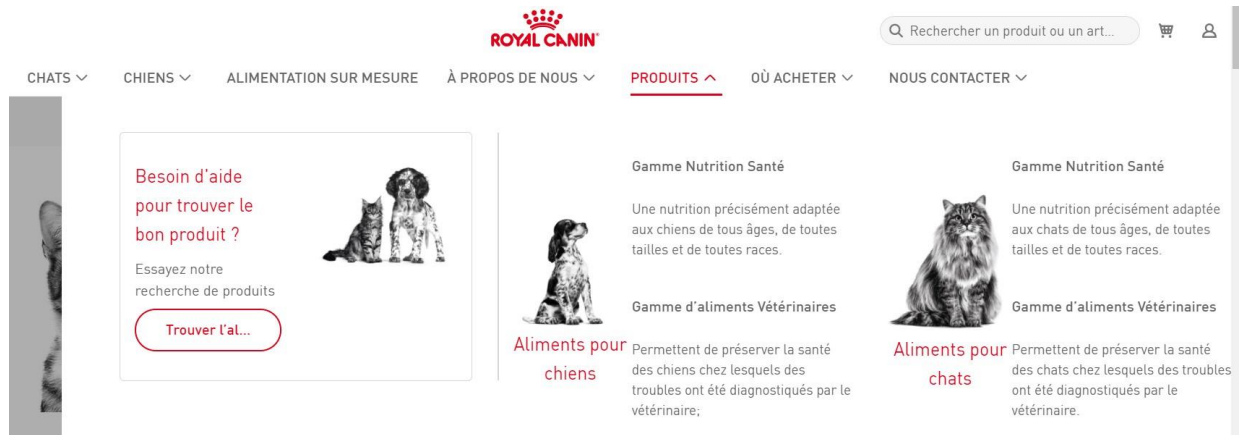 ROYAL CANIN
Rechercher un produit ou un art...
CHATS
CHIENS
ALIMENTATION SUR MESURE
À PROPOS DE NOUS
PRODUITS
OÙ ACHETER
NOUS CONTACTER
Besoin d'aide
pour trouver le
bon produit ?
Essayez notre
recherche de produits
Trouver l'al...
Aliments pour
chiens
Gamme Nutrition Santé
Une nutrition précisément adaptée
aux chiens de tous âges, de toutes
tailles et de toutes races.
Gamme d'aliments Vétérinaires
Permettent de préserver la santé
des chiens chez lesquels des
troubles ont été diagnostiqués par le
vétérinaire;
Aliments pour
chats
Gamme Nutrition Santé
Une nutrition précisément adaptée
aux chats de tous âges, de toutes
tailles et de toutes races.
Gamme d'aliments Vétérinaires
Permettent de préserver la santé
des chats chez lesquels des troubles
ont été diagnostiqués par le
vétérinaire.